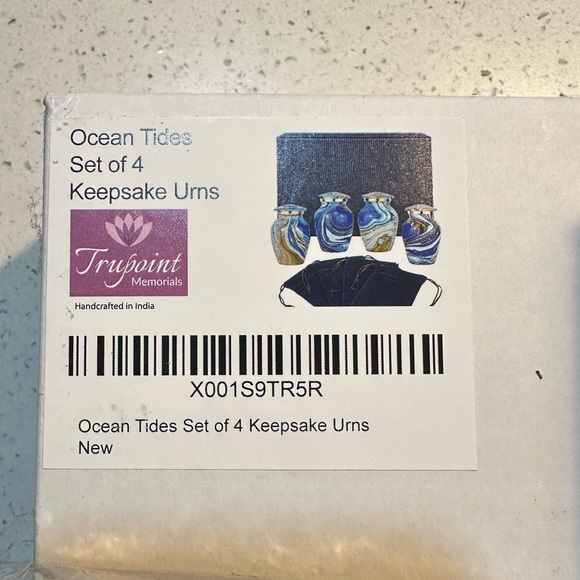 Ocean Tides
Set of 4
Keepsake Urns
Trupoint
Memorials
Handcrafted in India
X001S9TR5R
Ocean Tides Set of 4 Keepsake Urns
New